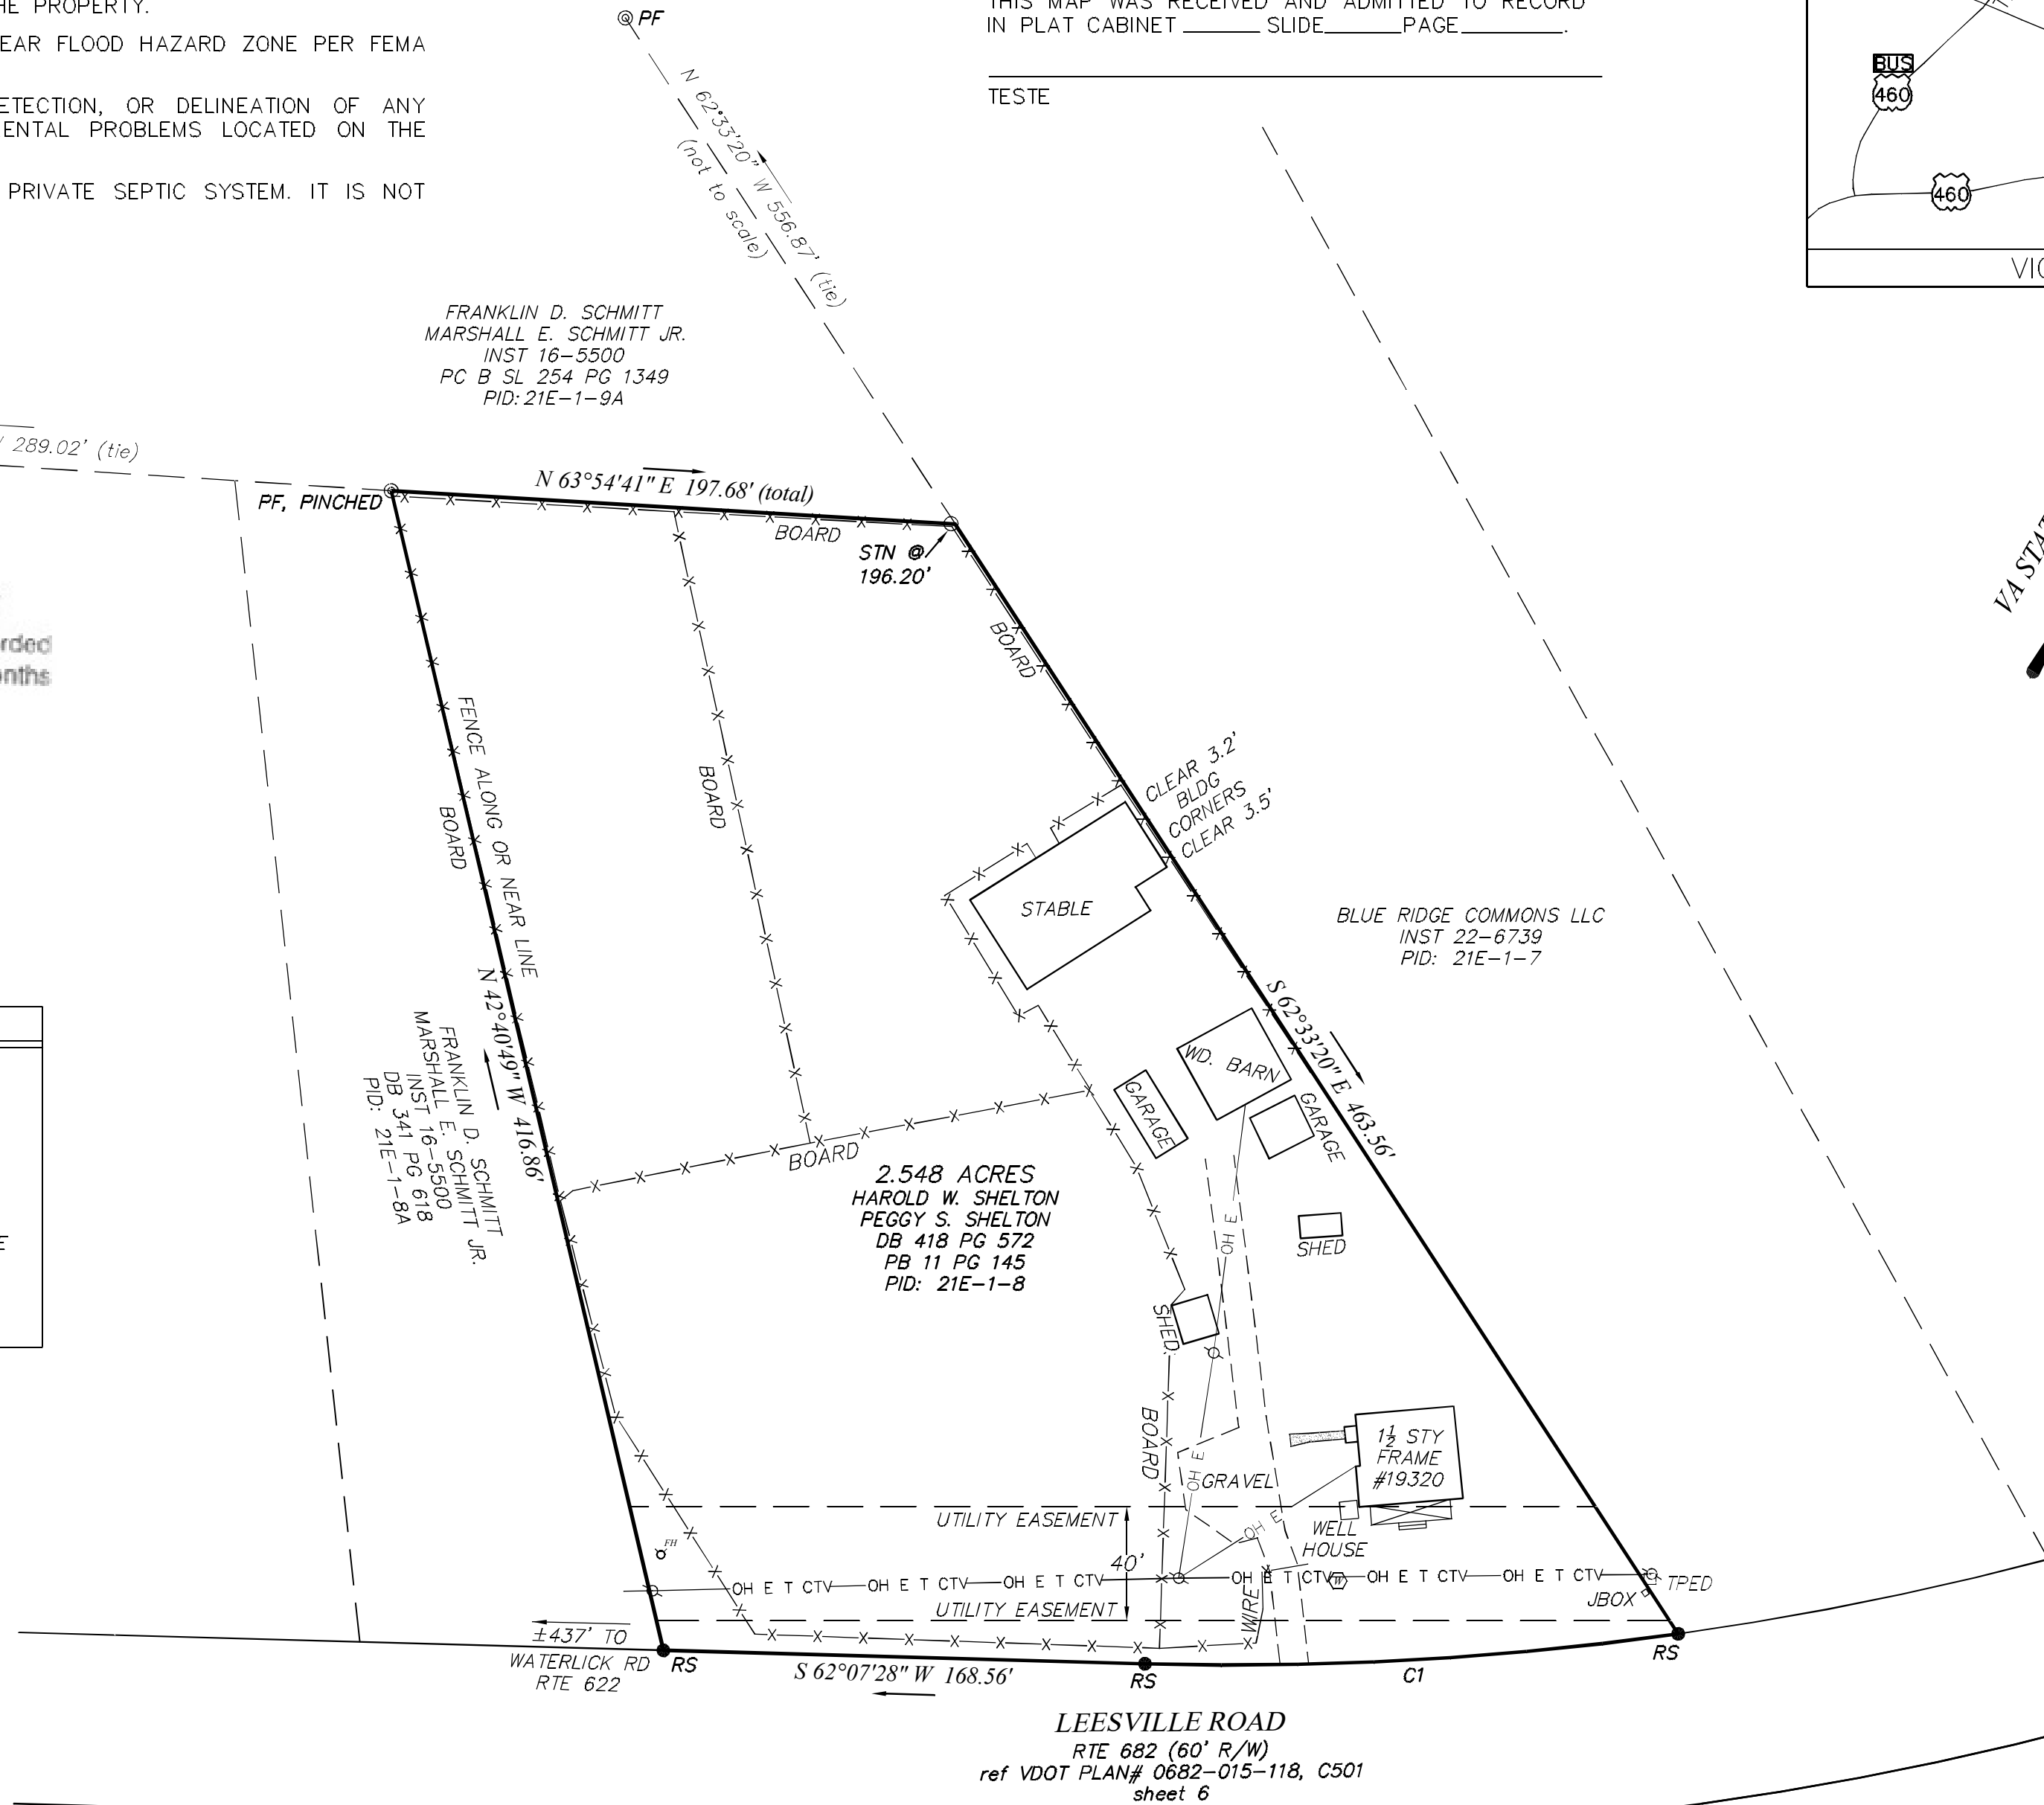 HE PROPERTY.
EAR FLOOD HAZARD ZONE PER FEMA
ETECTION, OR DELINEATION OF ANY
ENTAL PROBLEMS LOCATED ON THE
PRIVATE SEPTIC SYSTEM. IT IS NOT
PF
THIS MAP WAS RECEIVED AND ADMITTED TO RECORD
IN PLAT CABINET ______ SLIDE______PAGE________.
TESTE
BUS
460
460
VIC
N 62°33'20" W 556.87' (tie)
(not to scale)
FRANKLIN D. SCHMITT
MARSHALL E. SCHMITT JR.
INST 16-5500
PC B SL 254 PG 1349
PID: 21E-1-9A
289.02' (tie)
PF, PINCHED
N 63°54'41" E 197.68' (total)
BOARD
STN @
196.20'
VA STAT
rded
onths
BOARD
FENCE ALONG OR NEAR LINE
BOARD
BOARD
CLEAR 3.2'
BLDG
CORNERS
CLEAR 3.5'
STABLE
BLUE RIDGE COMMONS LLC
INST 22-6739
PID: 21E-1-7
N 42°40'49" W 416.86'
S 62°33'20" E 463.56'
FRANKLIN D. SCHMITT
MARSHALL E. SCHMITT JR.
INST 16-5500
DB 341 PG 618
PID: 21E-1-8A
WD. BARN
GARAGE
GARAGE
BOARD
2.548 ACRES
HAROLD W. SHELTON
PEGGY S. SHELTON
DB 418 PG 572
PB 11 PG 145
PID: 21E-1-8
E
OH E
SHED
SHED
BOARD
OH E
GRAVEL
1½ STY
FRAME
#19320
UTILITY EASEMENT
40'
OH E
WELL
HOUSE
FH
OH E T CTV OH E T CTV OH E T CTV OH E T CTV OH E T CTV OH E T CTV
W
TPED
JBOX
WIRE
UTILITY EASEMENT
±437' TO
WATERLICK RD
RTE 622
RS
S 62°07'28" W 168.56'
RS
C1
RS
LEESVILLE ROAD
RTE 682 (60' R/W)
ref VDOT PLAN# 0682-015-118, C501
sheet 6